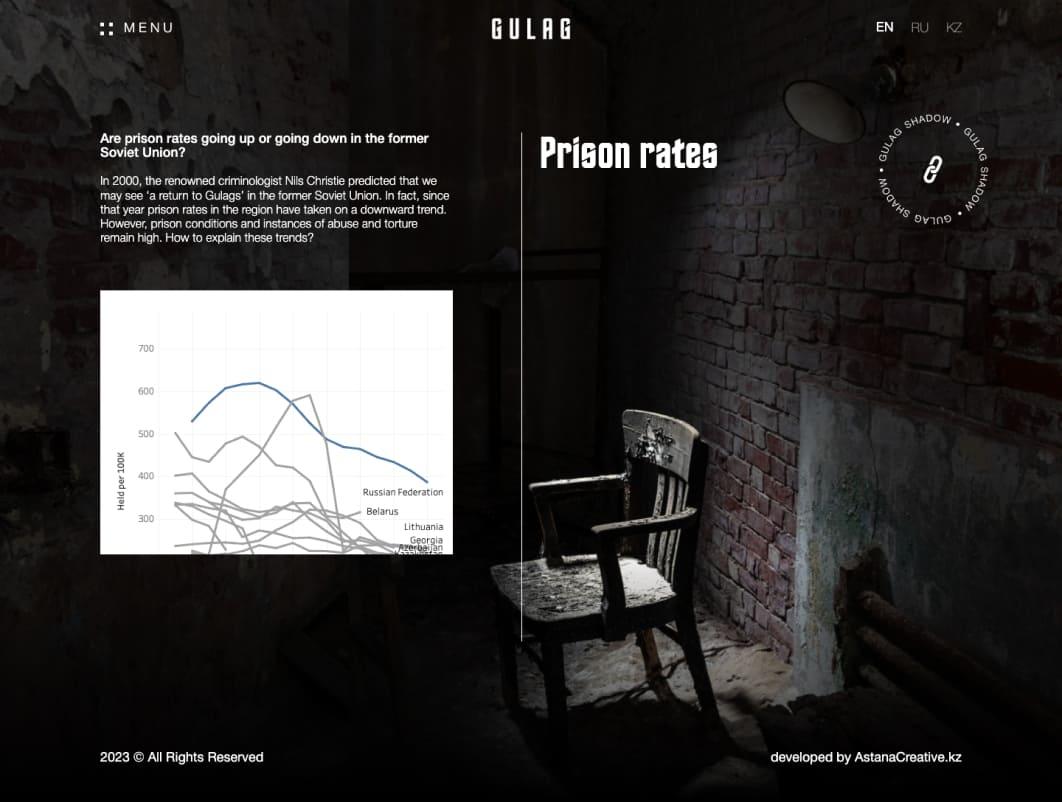 MENU
GULAG
EN RU KZ
Are prison rates going up or going down in the former
Soviet Union?
In 2000, the renowned criminologist Nils Christie predicted that we
may see ‘a return to Gulags’ in the former Soviet Union. In fact, since
that year prison rates in the region have taken on a downward trend.
However, prison conditions and instances of abuse and torture
remain high. How to explain these trends?
Prison rates
GULAG SHADOW • GULAG SHADOW • GULAG SHADOW •
700
600
500
400
300
Held per 100K
Russian Federation
Belarus
Lithuania
Georgia
Azerbaijan
Kazakhstan
2023 © All Rights Reserved
developed by AstanaCreative.kz